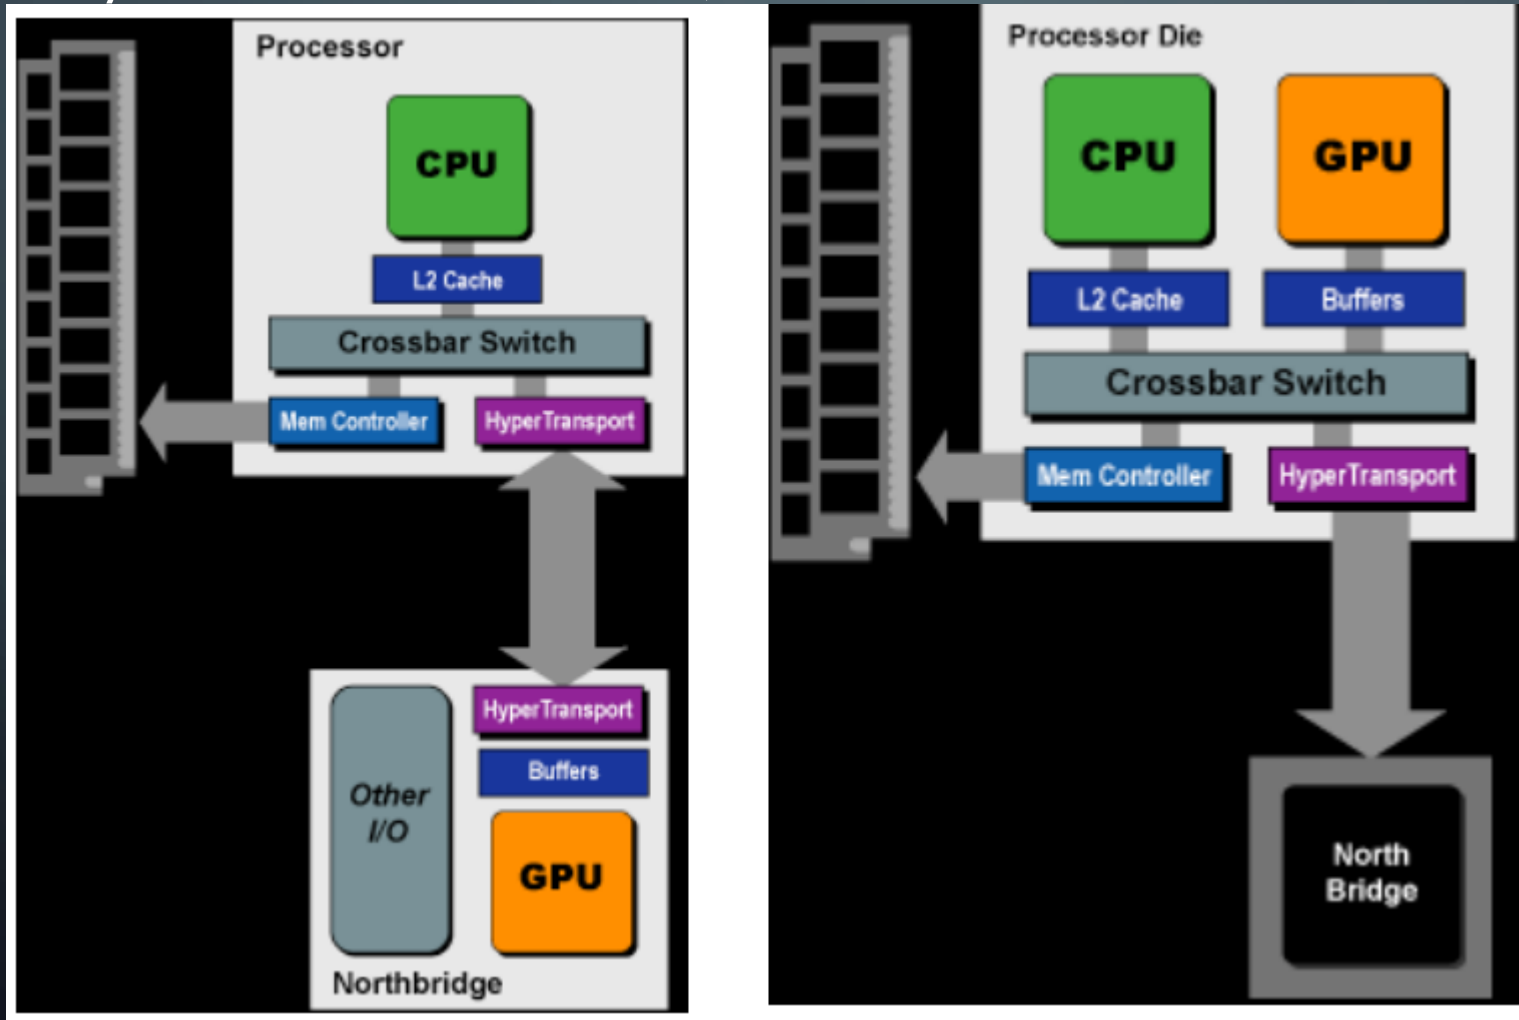 Processor
CPU
L2 Cache
Crossbar Switch
Mem Controller
HyperTransport
HyperTransport
Buffers
Other
I/O
GPU
Northbridge
Processor Die
CPU
GPU
L2 Cache
Buffers
Crossbar Switch
Mem Controller
HyperTransport
North
Bridge